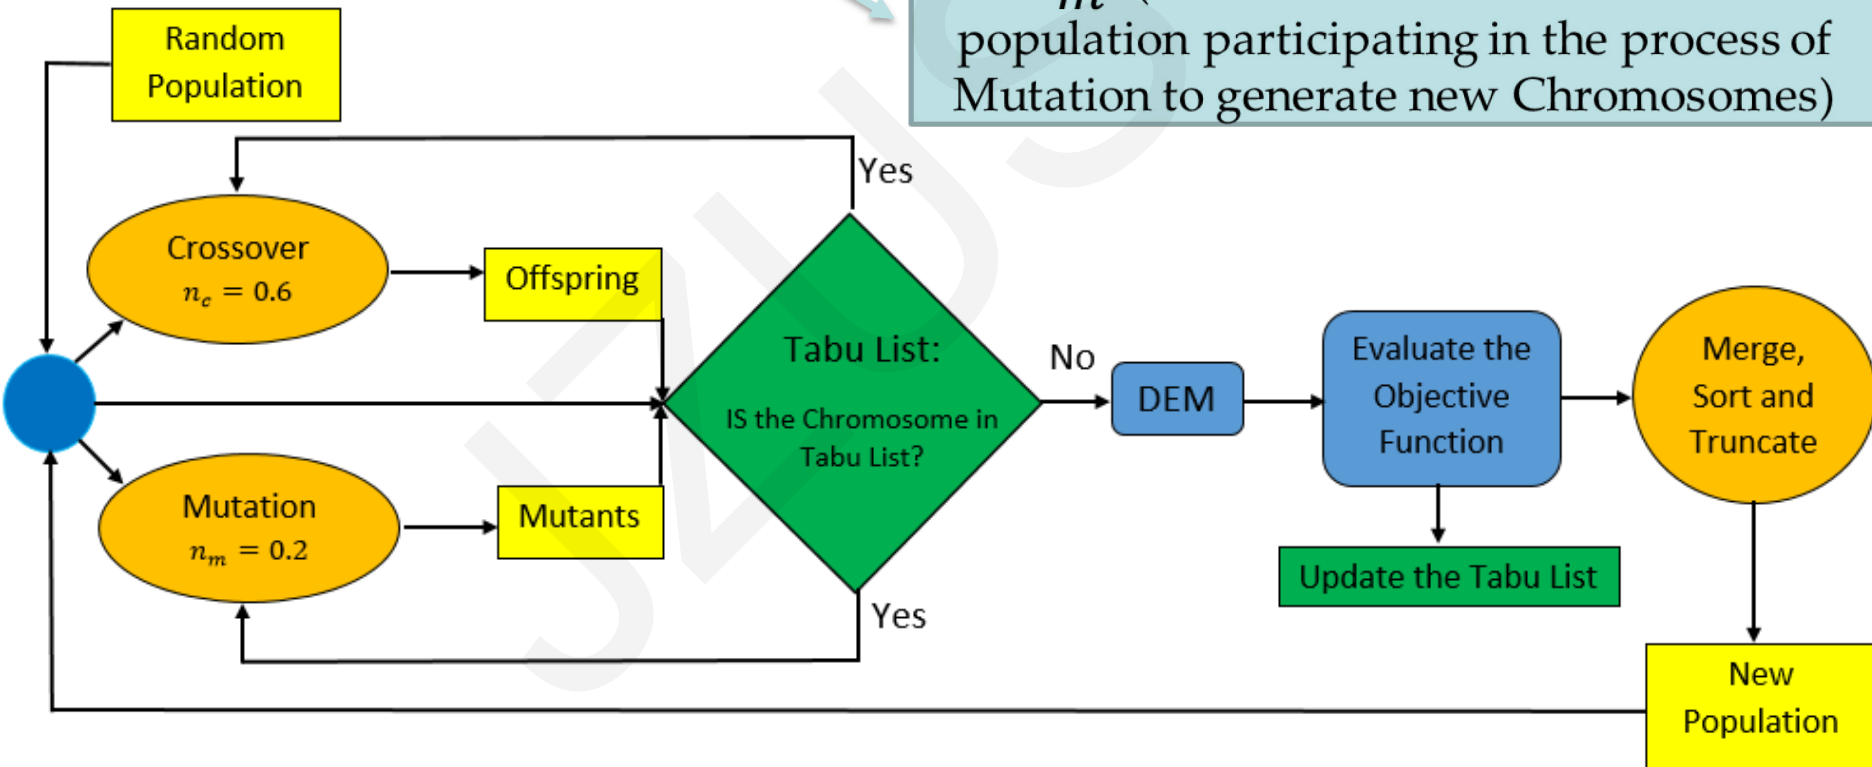 population participating in the process of
Mutation to generate new Chromosomes)
Random
Population
Yes
Crossover
n_c = 0.6
Offspring
Tabu List:
IS the Chromosome in
Tabu List?
No
DEM
Evaluate the
Objective
Function
Merge,
Sort and
Truncate
Mutation
n_m = 0.2
Mutants
Update the Tabu List
Yes
New
Population
JZUS